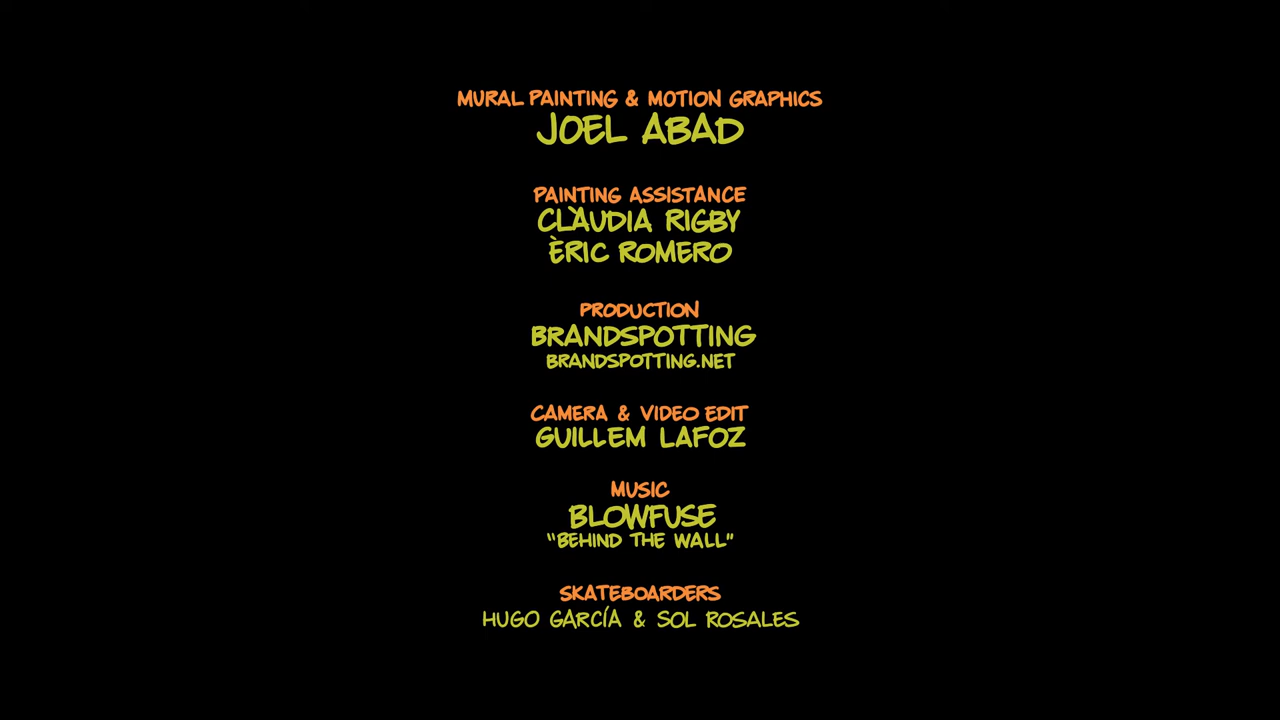 MURAL PAINTING & MOTION GRAPHICS
JOEL ABAD
PAINTING ASSISTANCE
CLÀUDIA RIGBY
ÈRIC ROMERO
PRODUCTION
BRANDSPOTTING
BRANDSPOTTING.NET
CAMERA & VIDEO EDIT
GUILLEM LAFOZ
MUSIC
BLOWFUSE
"BEHIND THE WALL"
SKATEBOARDERS
HUGO GARCÍA & SOL ROSALES